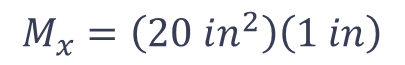 Mₓ = (20 in²)(1 in)